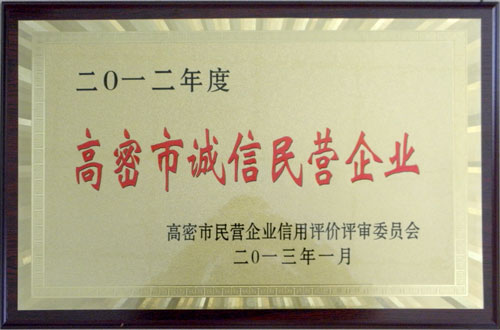 二〇一二年度
高密市诚信民营企业
高密市民营企业信用评价评审委员会
二〇一三年一月